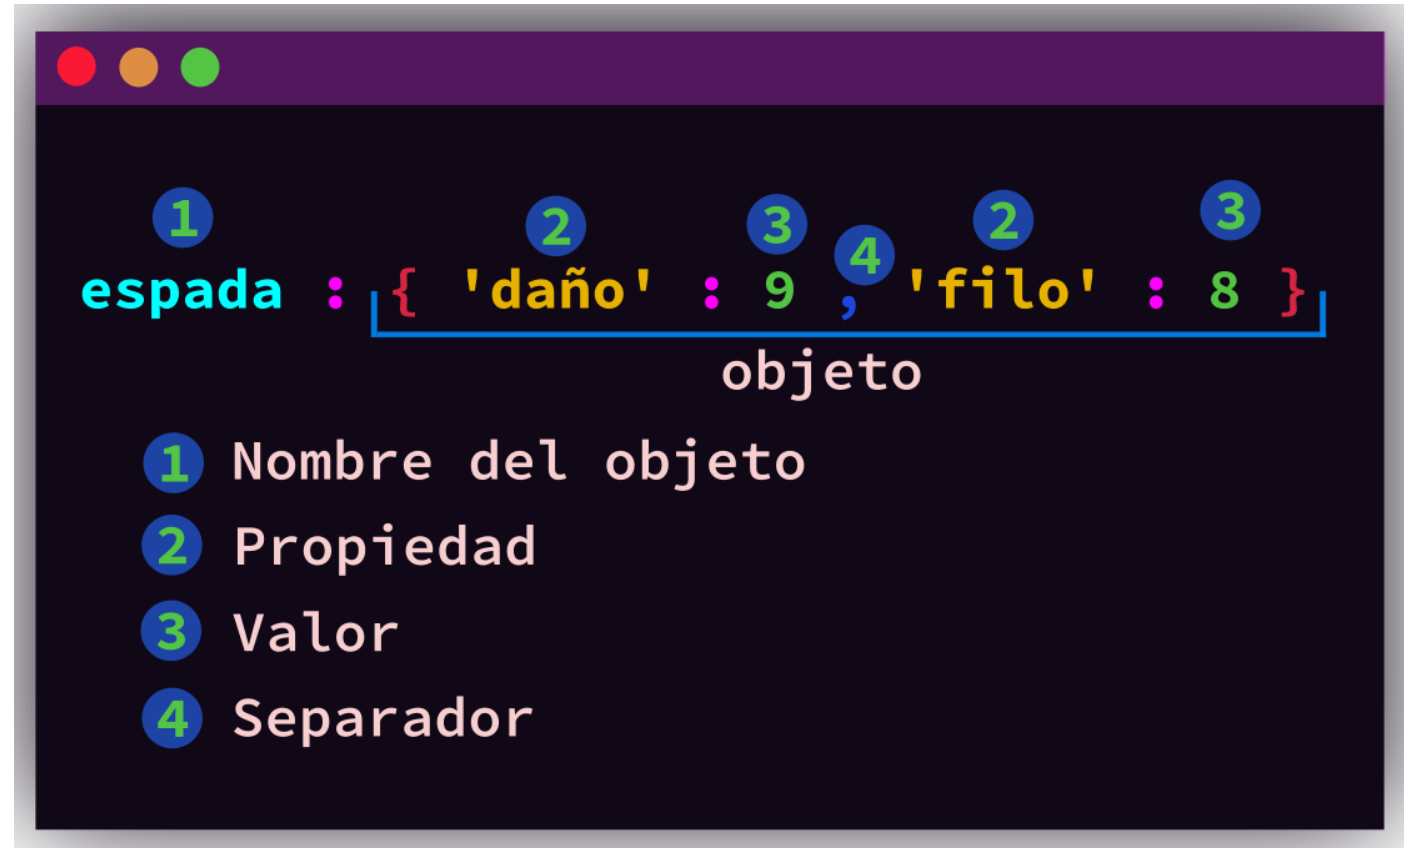 1 2 3 4 2 3
espada : { 'daño' : 9 , 'filo' : 8 }
objeto
1 Nombre del objeto
2 Propiedad
3 Valor
4 Separador